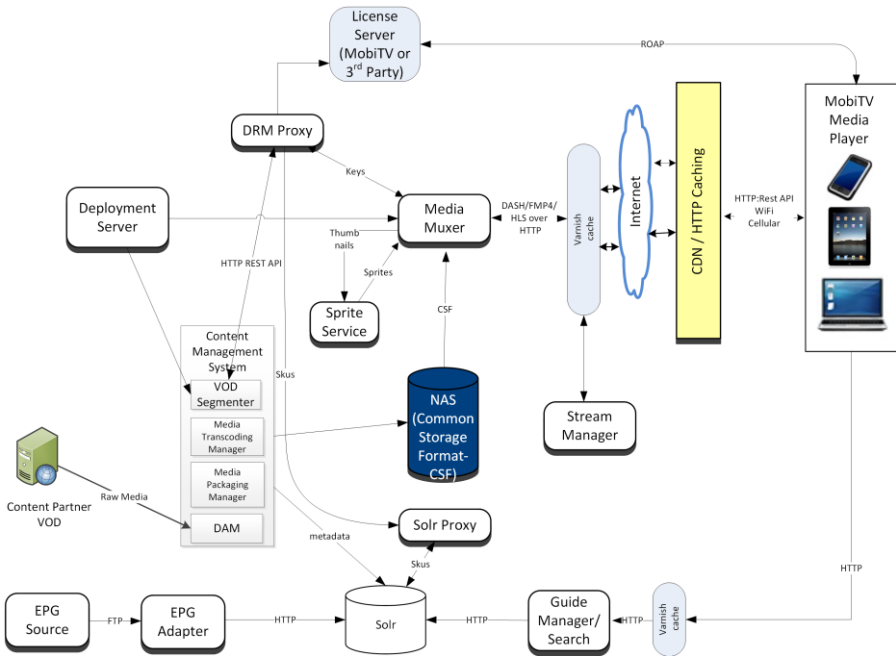 License
Server
(MobiTV or
3rd Party)
ROAP
MobiTV
Media
Player
DRM Proxy
Keys
Deployment
Server
Media
Muxer
DASH/FMP4/
HLS over
HTTP
Varnish
cache
Internet
CDN / HTTP Caching
HTTP:Rest API
WiFi
Cellular
Thumb
nails
Sprites
HTTP REST API
Sprite
Service
CSF
Content
Management
System
VOD
Segmenter
Media
Transcoding
Manager
Media
Packaging
Manager
DAM
Skus
NAS
(Common
Storage
Format-
CSF)
Stream
Manager
Content Partner
VOD
Raw Media
metadata
Solr Proxy
Skus
HTTP
EPG
Source
FTP
EPG
Adapter
HTTP
Solr
HTTP
Guide
Manager/
Search
HTTP
Varnish
cache